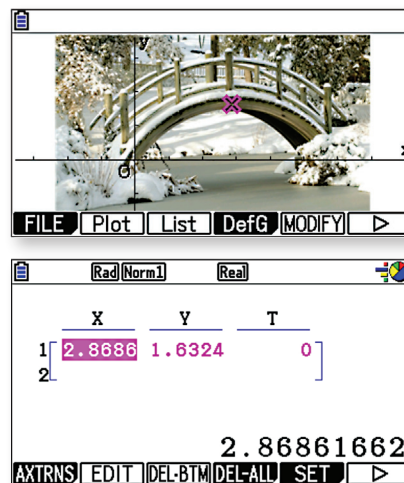 y
x
O
FILE Plot List DefG MODIFY ▷
Rad Norm1 Real
X Y T
1 2.8686 1.6324 0
2
2.86861662
AXTRNS EDIT DEL-BTM DEL-ALL SET ▷